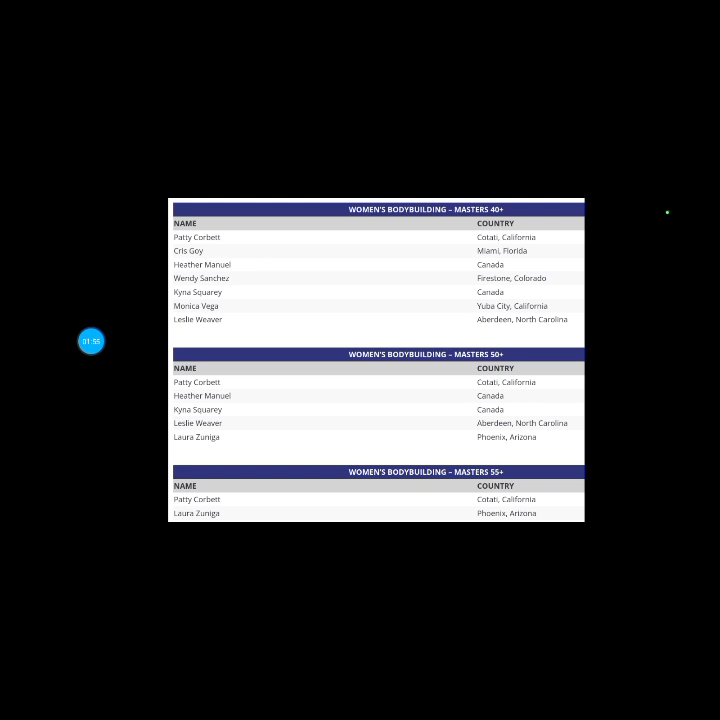 WOMEN'S BODYBUILDING – MASTERS 40+
NAME COUNTRY
Patty Corbett Cotati, California
Cris Goy Miami, Florida
Heather Manuel Canada
Wendy Sanchez Firestone, Colorado
Kyna Squarey Canada
Monica Vega Yuba City, California
Leslie Weaver Aberdeen, North Carolina
01:55
WOMEN'S BODYBUILDING – MASTERS 50+
NAME COUNTRY
Patty Corbett Cotati, California
Heather Manuel Canada
Kyna Squarey Canada
Leslie Weaver Aberdeen, North Carolina
Laura Zuniga Phoenix, Arizona
WOMEN'S BODYBUILDING – MASTERS 55+
NAME COUNTRY
Patty Corbett Cotati, California
Laura Zuniga Phoenix, Arizona